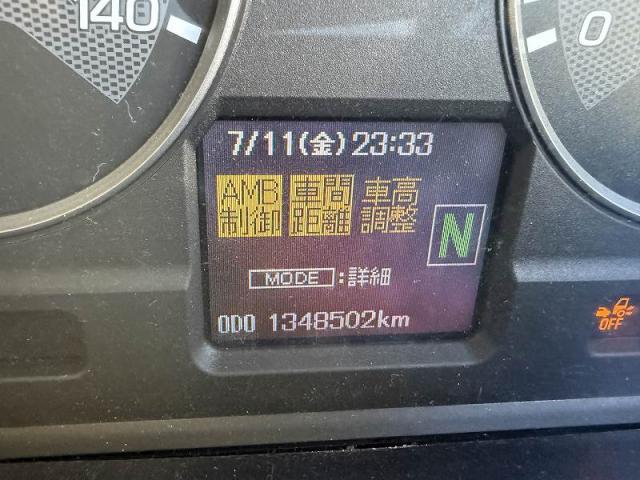 140
0
7/11(金)23:33
AMB 車間 車高
制御 距離 調整
N
MODE :詳細
ODO 1348502km
OFF